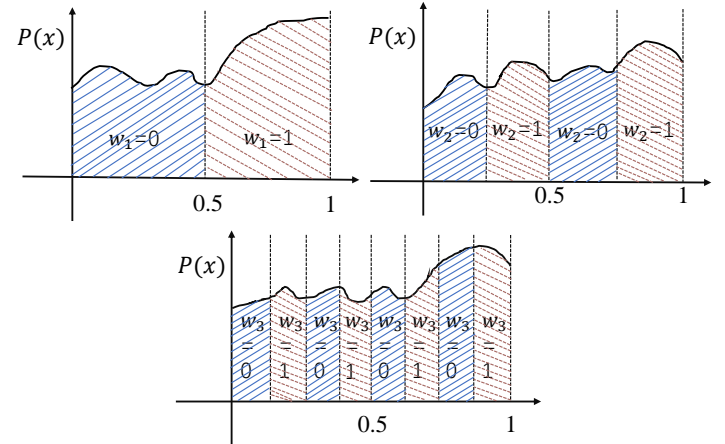 P(x)
w₁=0
w₁=1
0.5
1
P(x)
w₂=0
w₂=1
w₂=0
w₂=1
0.5
1
P(x)
w₃ w₃ w₃ w₃ w₃ w₃ w₃ w₃
= = = = = = = =
0 1 0 1 0 1 0 1
0.5
1